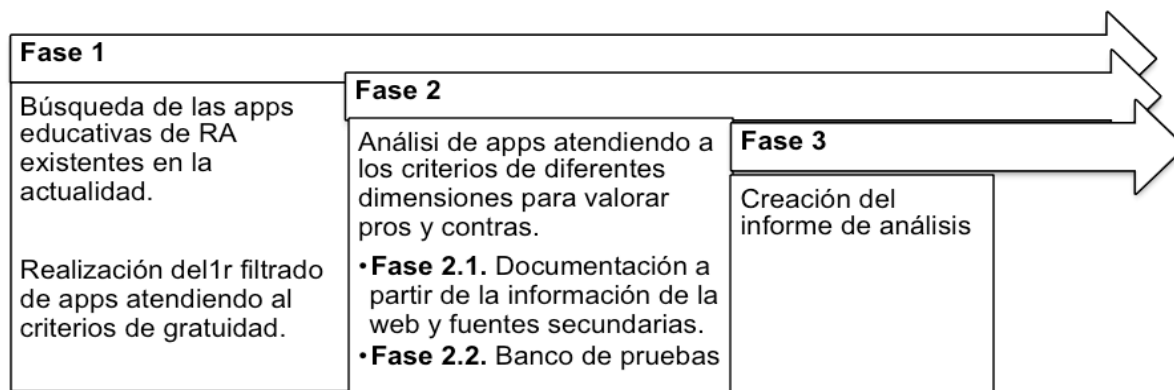 Fase 1
Búsqueda de las apps
educativas de RA
existentes en la
actualidad.
Realización del1r filtrado
de apps atendiendo al
criterios de gratuidad.
Fase 2
Análisi de apps atendiendo a
los criterios de diferentes
dimensiones para valorar
pros y contras.
•Fase 2.1. Documentación a
partir de la información de la
web y fuentes secundarias.
•Fase 2.2. Banco de pruebas
Fase 3
Creación del
informe de análisis